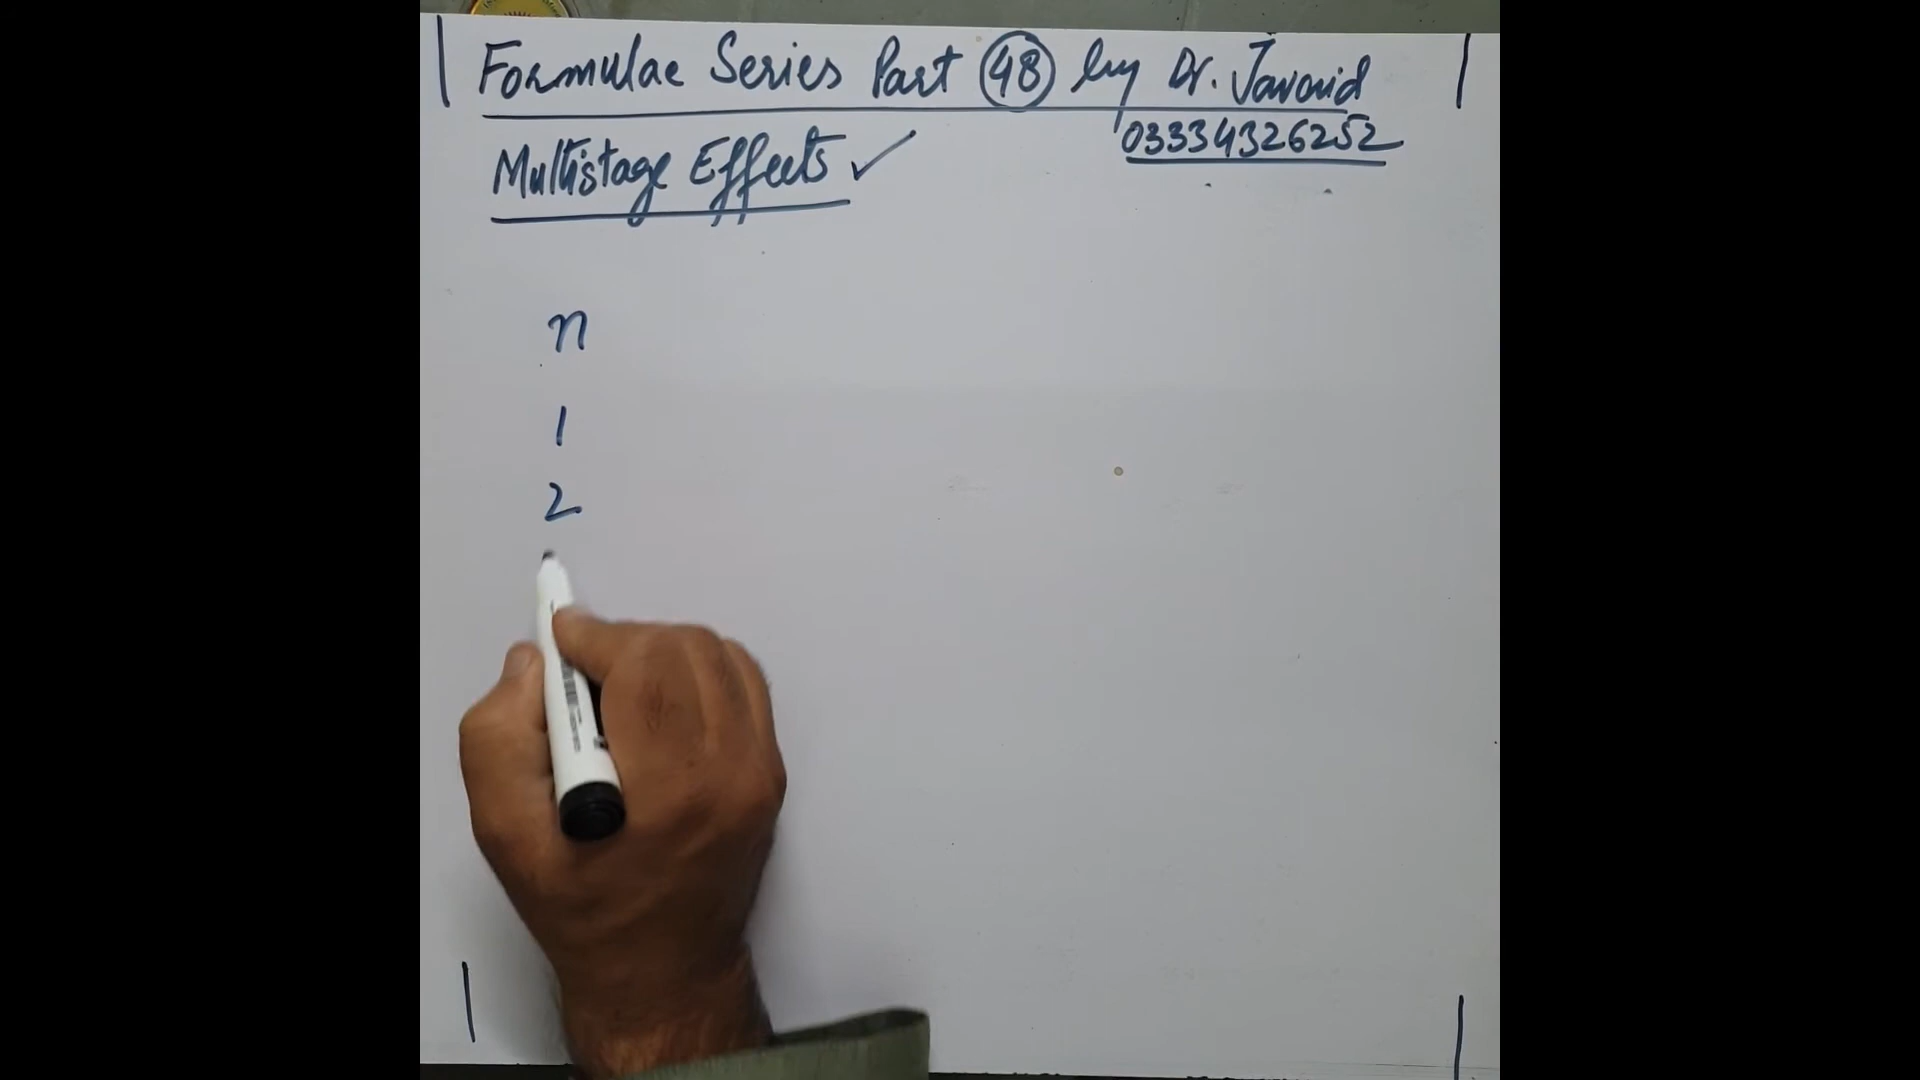 Formulae Series Part 48 by Dr. Javaid
03334326252
Multistage Effects ✓
n
1
2